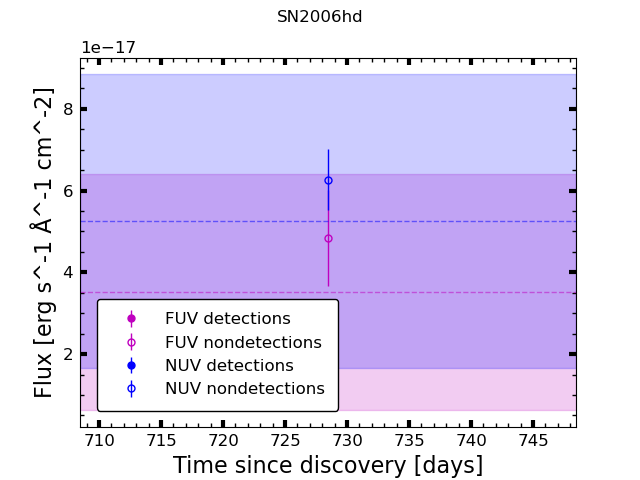 SN2006hd
1e−17
8
6
4
2
Flux [erg s^-1 Å^-1 cm^-2]
FUV detections
FUV nondetections
NUV detections
NUV nondetections
710 715 720 725 730 735 740 745
Time since discovery [days]